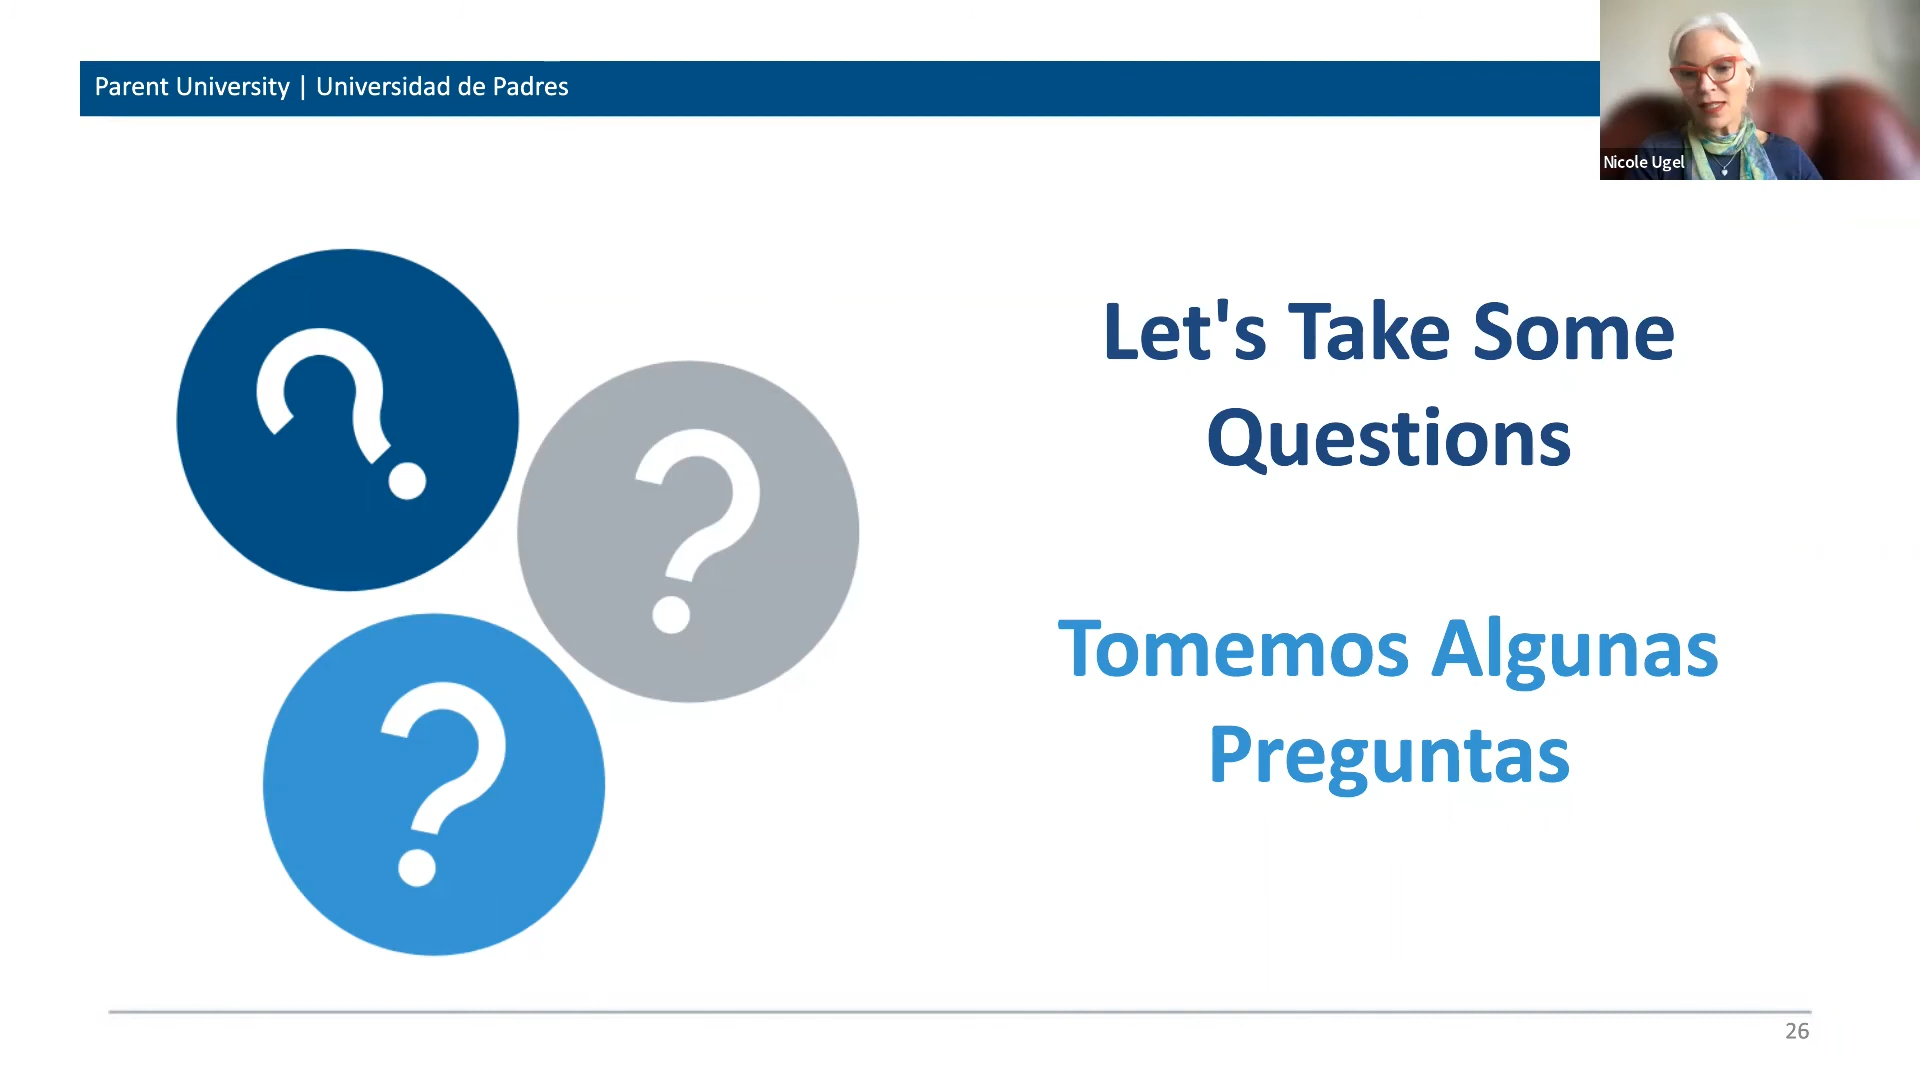 Parent University | Universidad de Padres
Nicole Ugel
Let's Take Some
Questions
Tomemos Algunas
Preguntas
26